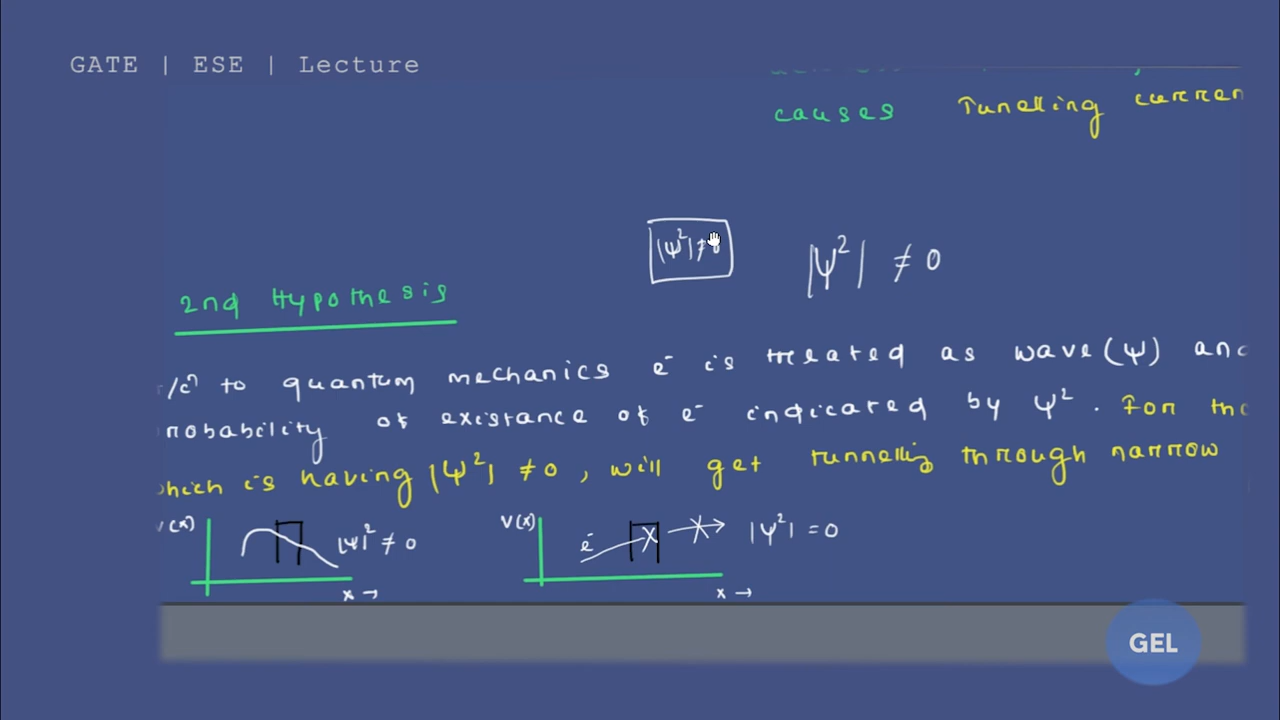 GATE | ESE | Lecture
causes Tunelling curren
|ψ²|≠0 |ψ²| ≠ 0
2nd Hypothesis
to quantum mechanics e⁻ is treated as wave(ψ) and
robability of existance of e⁻ indicated by ψ². For the
which is having |ψ²| ≠ 0, will get tunnelling through narrow
V(x) |ψ|² ≠ 0 V(x) e⁻ |ψ²| = 0
x → x →
GEL